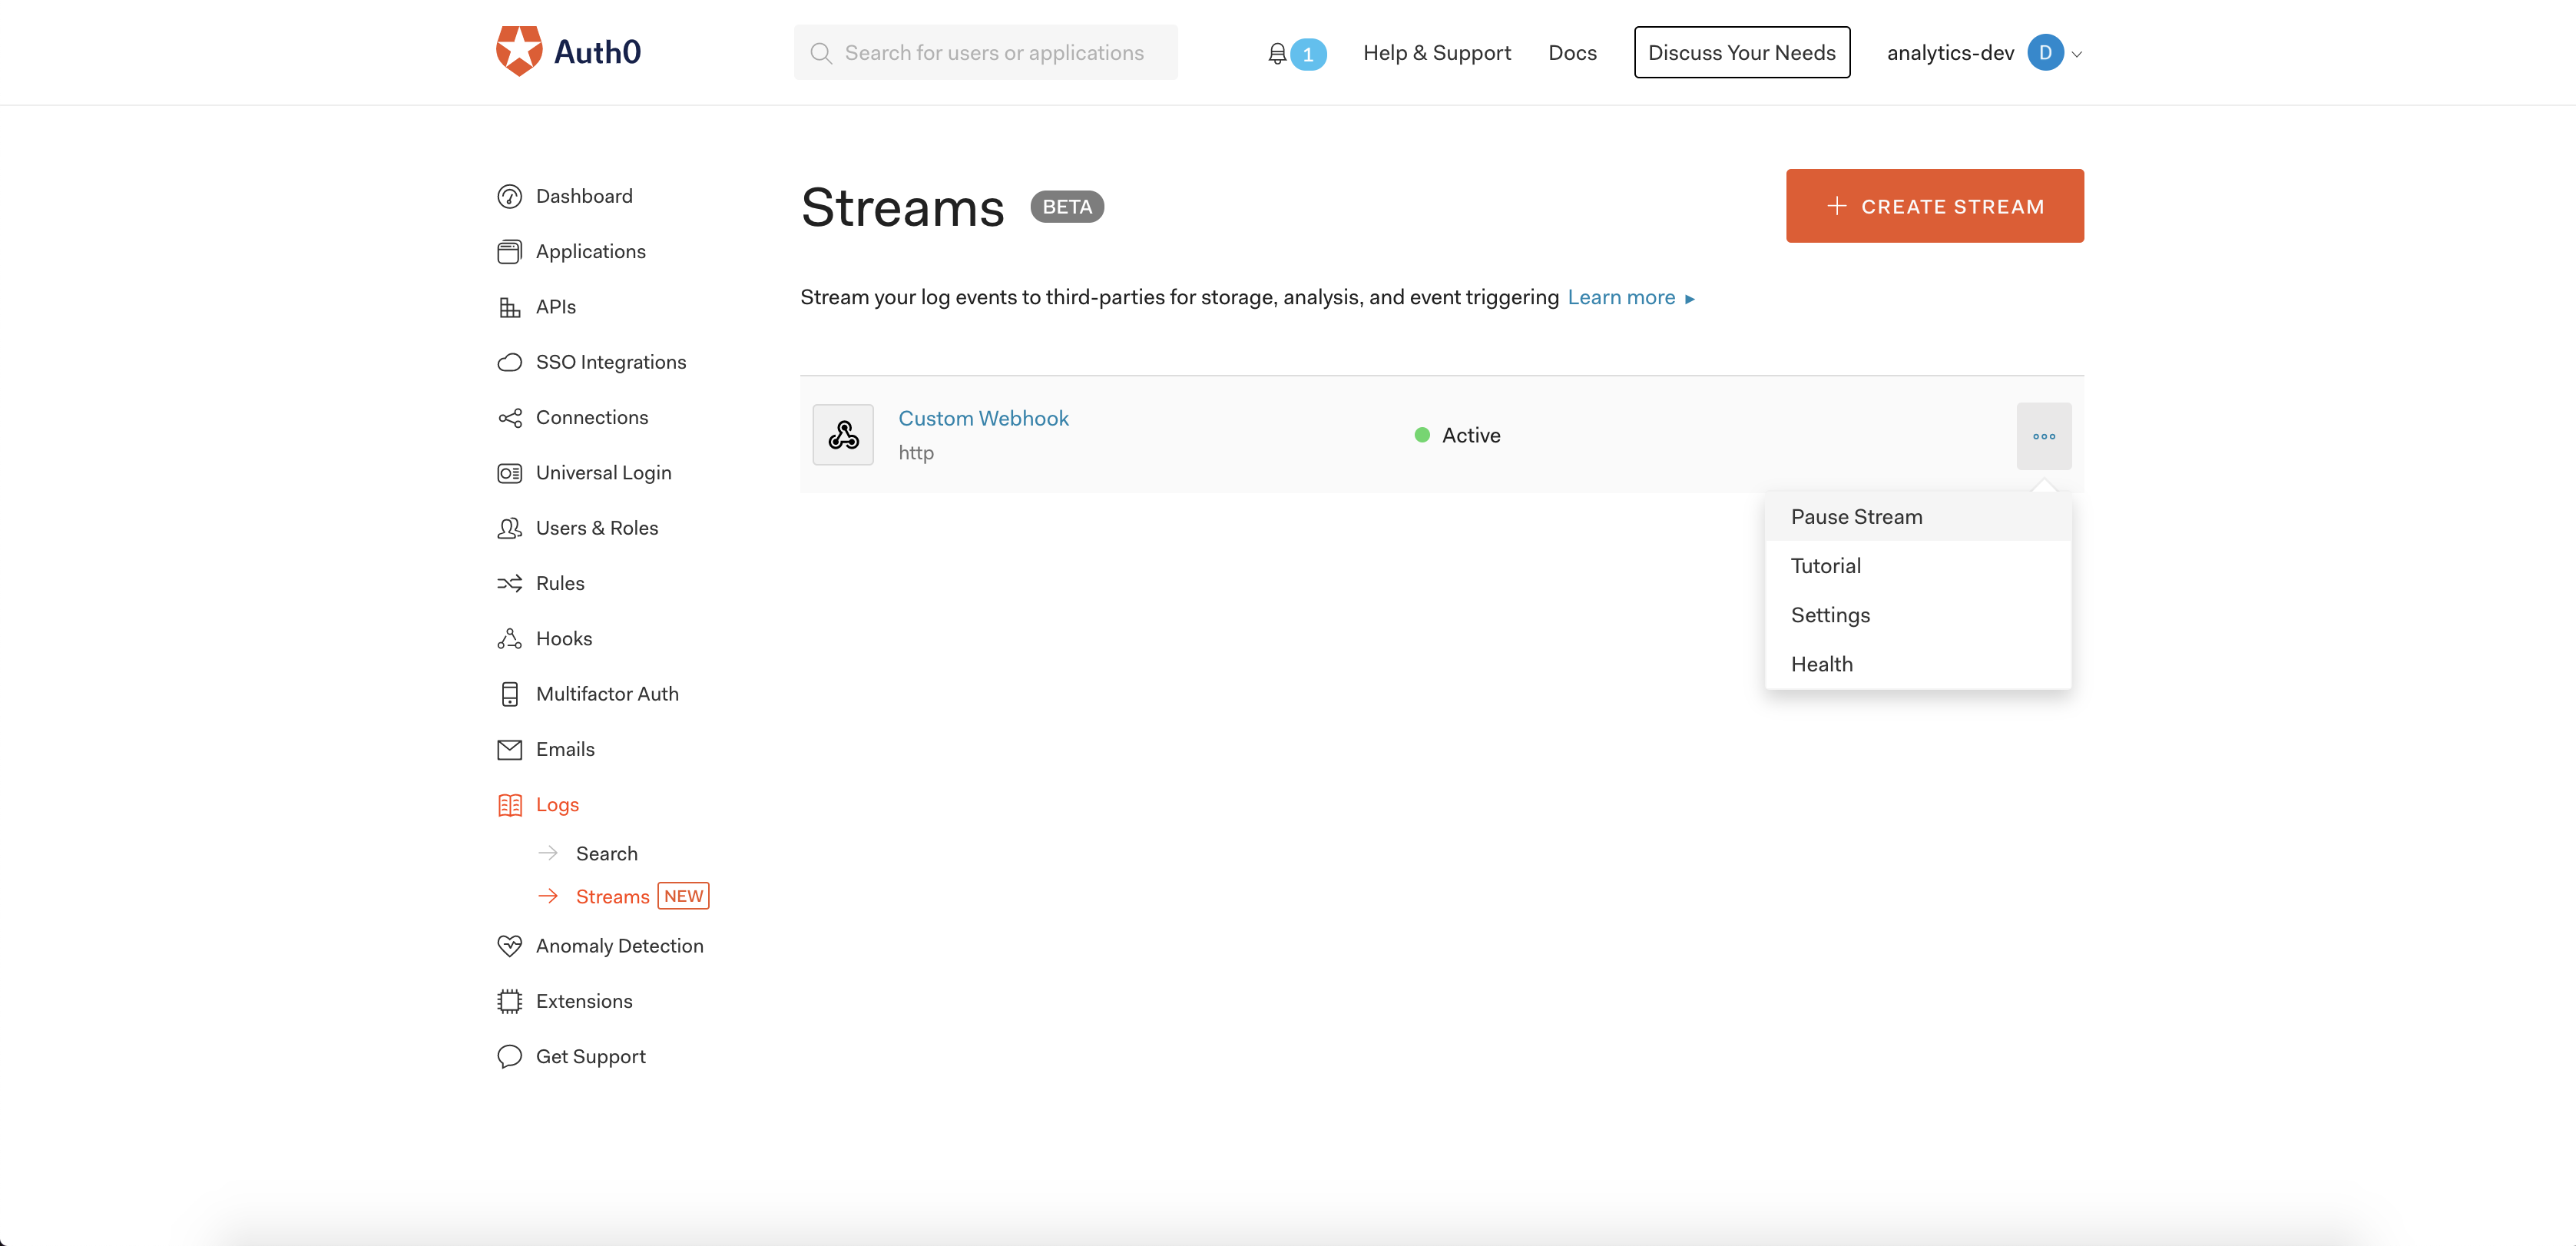 Auth0
Search for users or applications
1
Help & Support
Docs
Discuss Your Needs
analytics-dev
D
Dashboard
Applications
APIs
SSO Integrations
Connections
Universal Login
Users & Roles
Rules
Hooks
Multifactor Auth
Emails
Logs
Search
Streams NEW
Anomaly Detection
Extensions
Get Support
Streams BETA
CREATE STREAM
Stream your log events to third-parties for storage, analysis, and event triggering Learn more
Custom Webhook
http
Active
Pause Stream
Tutorial
Settings
Health